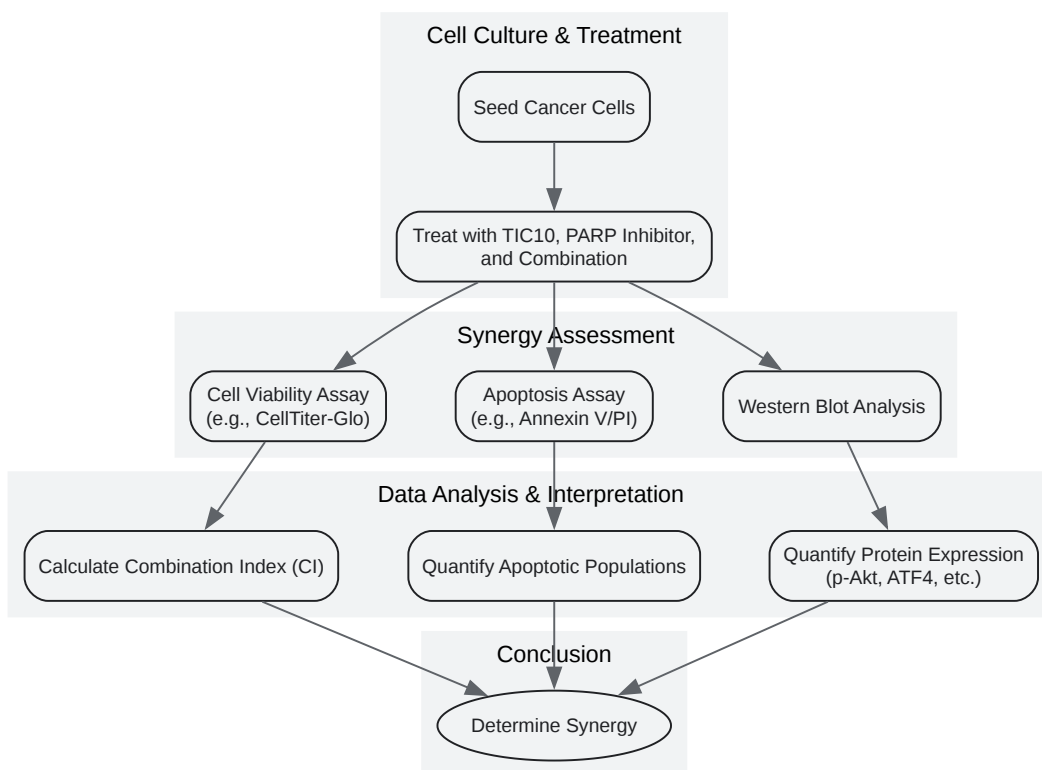 Cell Culture & Treatment
Seed Cancer Cells
Treat with TIC10, PARP Inhibitor,
and Combination
Synergy Assessment
Cell Viability Assay
(e.g., CellTiter-Glo)
Apoptosis Assay
(e.g., Annexin V/PI)
Western Blot Analysis
Data Analysis & Interpretation
Calculate Combination Index (CI)
Quantify Apoptotic Populations
Quantify Protein Expression
(p-Akt, ATF4, etc.)
Conclusion
Determine Synergy